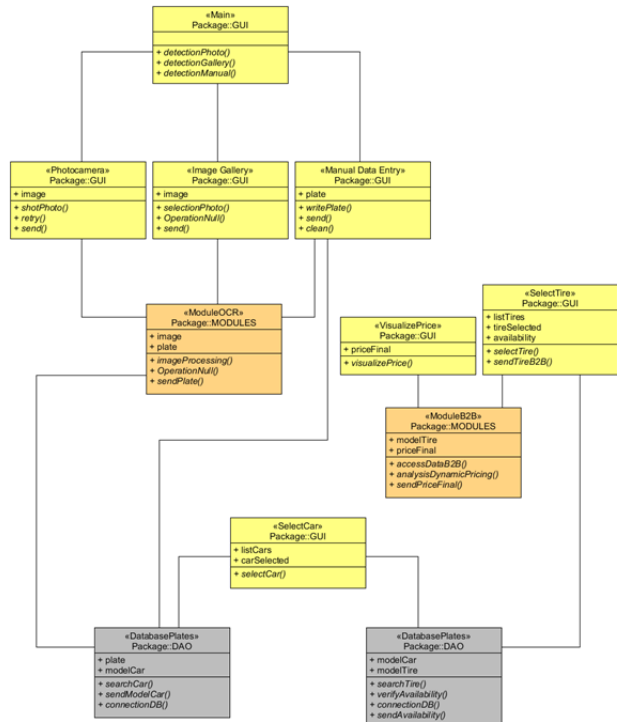 «Main»
Package::GUI
+ detectionPhoto()
+ detectionGallery()
+ detectionManual()
«Photocamera»
Package::GUI
+ image
+ shotPhoto()
+ retry()
+ send()
«Image Gallery»
Package::GUI
+ image
+ selectionPhoto()
+ OperationNull()
+ send()
«Manual Data Entry»
Package::GUI
+ plate
+ writePlate()
+ send()
+ clean()
«ModuleOCR»
Package::MODULES
+ image
+ plate
+ imageProcessing()
+ OperationNull()
+ sendPlate()
«VisualizePrice»
Package::GUI
+ priceFinal
+ visualizePrice()
«SelectTire»
Package::GUI
+ listTires
+ tireSelected
+ availability
+ selectTire()
+ sendTireB2B()
«ModuleB2B»
Package::MODULES
+ modelTire
+ priceFinal
+ accessDataB2B()
+ analysisDynamicPricing()
+ sendPriceFinal()
«SelectCar»
Package::GUI
+ listCars
+ carSelected
+ selectCar()
«DatabasePlates»
Package::DAO
+ plate
+ modelCar
+ searchCar()
+ sendModelCar()
+ connectionDB()
«DatabasePlates»
Package::DAO
+ modelCar
+ modelTire
+ searchTire()
+ verifyAvailability()
+ connectionDB()
+ sendAvailability()